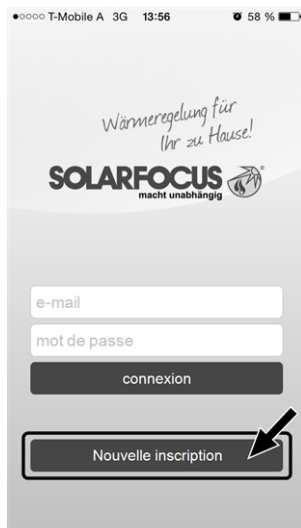 ●○○○○ T-Mobile A 3G 13:56 58 %
Wärmeregelung für
Ihr zu Hause!
SOLARFOCUS
macht unabhängig
e-mail
mot de passe
connexion
Nouvelle inscription